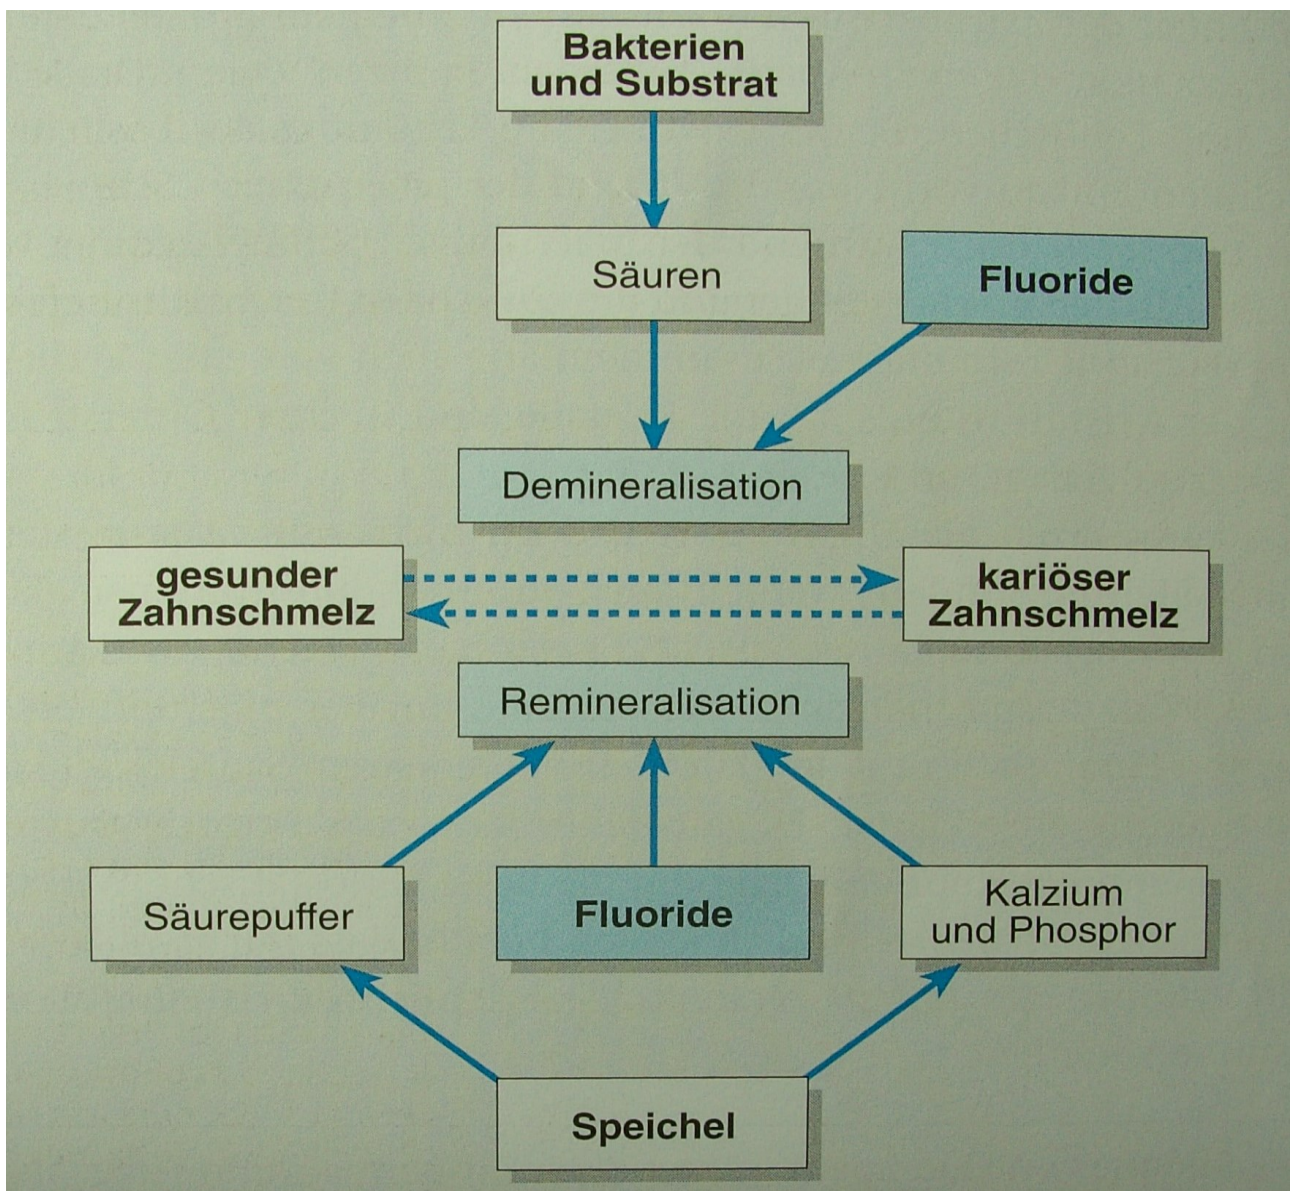 Bakterien
und Substrat
Säuren
Fluoride
Demineralisation
gesunder
Zahnschmelz
kariöser
Zahnschmelz
Remineralisation
Säurepuffer
Fluoride
Kalzium
und Phosphor
Speichel